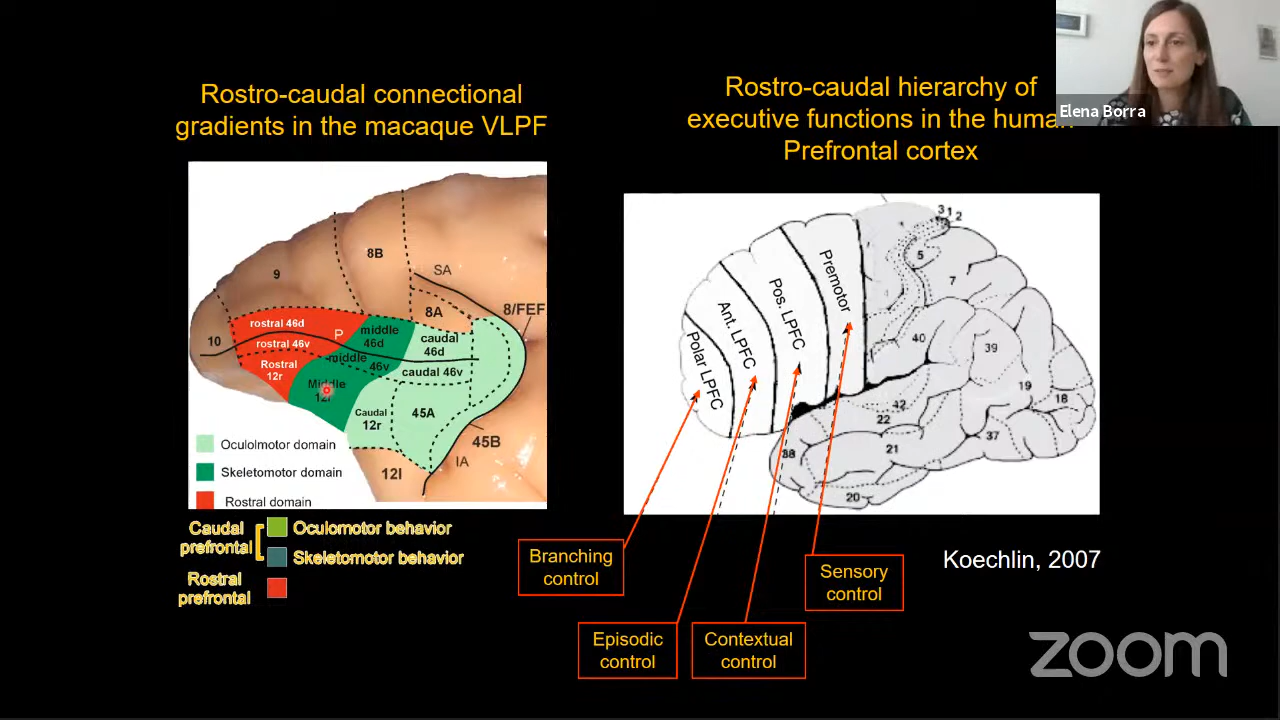 Rostro-caudal connectional
gradients in the macaque VLPF
Rostro-caudal hierarchy of
executive functions in the human
Prefrontal cortex
Elena Borra
9
8B
SA
8/FEF
8A
10
rostral 46d
rostral 46v
Rostral
12r
P
middle
46d
middle
46v
Middle
12r
caudal
46d
caudal 46v
Caudal
12r
45A
45B
IA
12l
Oculolmotor domain
Skeletomotor domain
Rostral domain
Caudal
prefrontal
Oculomotor behavior
Skeletomotor behavior
Rostral
prefrontal
Polar LPFC
Ant. LPFC
Pos. LPFC
Premotor
3
1
2
5
7
40
39
19
18
42
22
37
21
38
20
Branching
control
Episodic
control
Contextual
control
Sensory
control
Koechlin, 2007
zoom